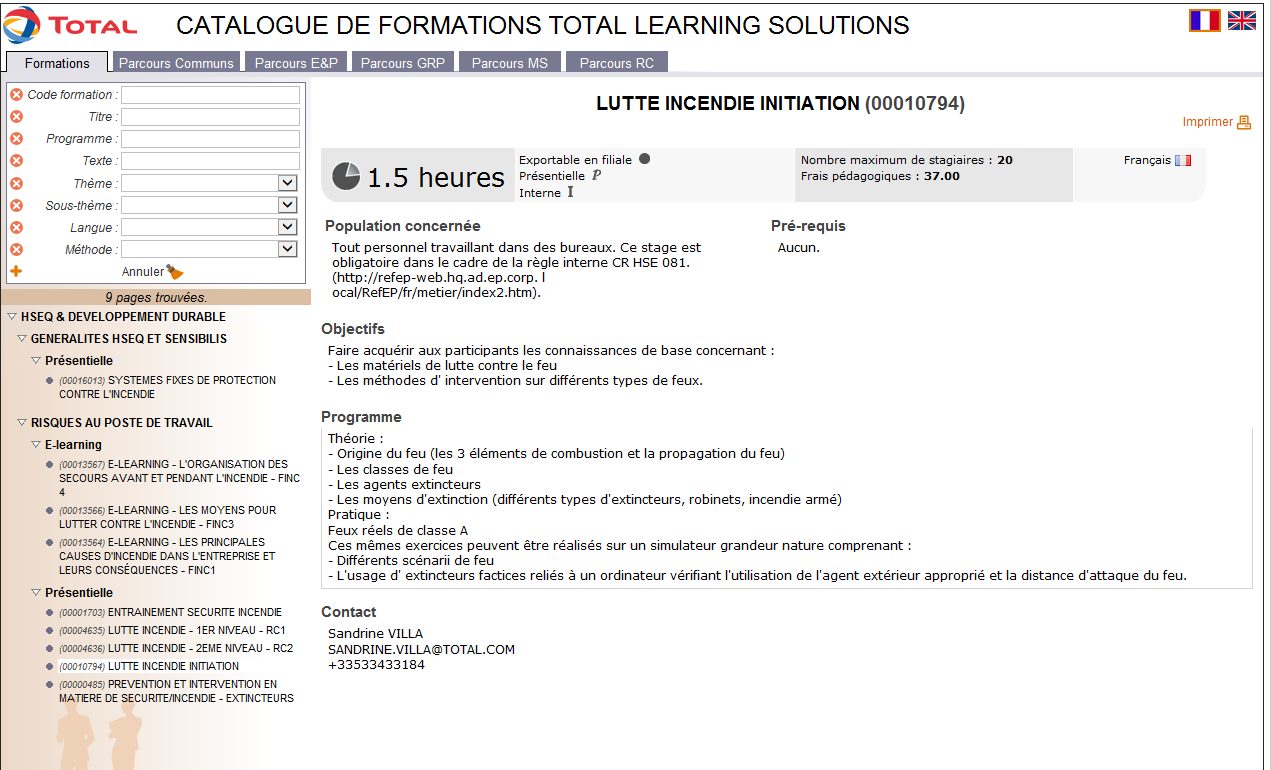 TOTAL
CATALOGUE DE FORMATIONS TOTAL LEARNING SOLUTIONS
Formations
Parcours Communs
Parcours E&P
Parcours GRP
Parcours MS
Parcours RC
Code formation :
Titre :
Programme :
Texte :
Thème :
Sous-thème :
Langue :
Méthode :
Annuler
9 pages trouvées.
HSEQ & DEVELOPPEMENT DURABLE
GENERALITES HSEQ ET SENSIBILIS
Présentielle
(00016013) SYSTEMES FIXES DE PROTECTION
CONTRE L'INCENDIE
RISQUES AU POSTE DE TRAVAIL
E-learning
(00013567) E-LEARNING - L'ORGANISATION DES
SECOURS AVANT ET PENDANT L'INCENDIE - FINC
4
(00013566) E-LEARNING - LES MOYENS POUR
LUTTER CONTRE L'INCENDIE - FINC3
(00013564) E-LEARNING - LES PRINCIPALES
CAUSES D'INCENDIE DANS L'ENTREPRISE ET
LEURS CONSÉQUENCES - FINC1
Présentielle
(00001703) ENTRAINEMENT SECURITE INCENDIE
(00004635) LUTTE INCENDIE - 1ER NIVEAU - RC1
(00004636) LUTTE INCENDIE - 2EME NIVEAU - RC2
(00010794) LUTTE INCENDIE INITIATION
(00000485) PREVENTION ET INTERVENTION EN
MATIERE DE SECURITE/INCENDIE - EXTINCTEURS
LUTTE INCENDIE INITIATION (00010794)
Imprimer
1.5 heures
Exportable en filiale
Présentielle P
Interne I
Nombre maximum de stagiaires : 20
Frais pédagogiques : 37.00
Français
Population concernée
Tout personnel travaillant dans des bureaux. Ce stage est
obligatoire dans le cadre de la règle interne CR HSE 081.
(http://refep-web.hq.ad.ep.corp. l
ocal/RefEP/fr/metier/index2.htm).
Pré-requis
Aucun.
Objectifs
Faire acquérir aux participants les connaissances de base concernant :
- Les matériels de lutte contre le feu
- Les méthodes d' intervention sur différents types de feux.
Programme
Théorie :
- Origine du feu (les 3 éléments de combustion et la propagation du feu)
- Les classes de feu
- Les agents extincteurs
- Les moyens d'extinction (différents types d'extincteurs, robinets, incendie armé)
Pratique :
Feux réels de classe A
Ces mêmes exercices peuvent être réalisés sur un simulateur grandeur nature comprenant :
- Différents scénarii de feu
- L'usage d' extincteurs factices reliés à un ordinateur vérifiant l'utilisation de l'agent extérieur approprié et la distance d'attaque du feu.
Contact
Sandrine VILLA
SANDRINE.VILLA@TOTAL.COM
+33533433184